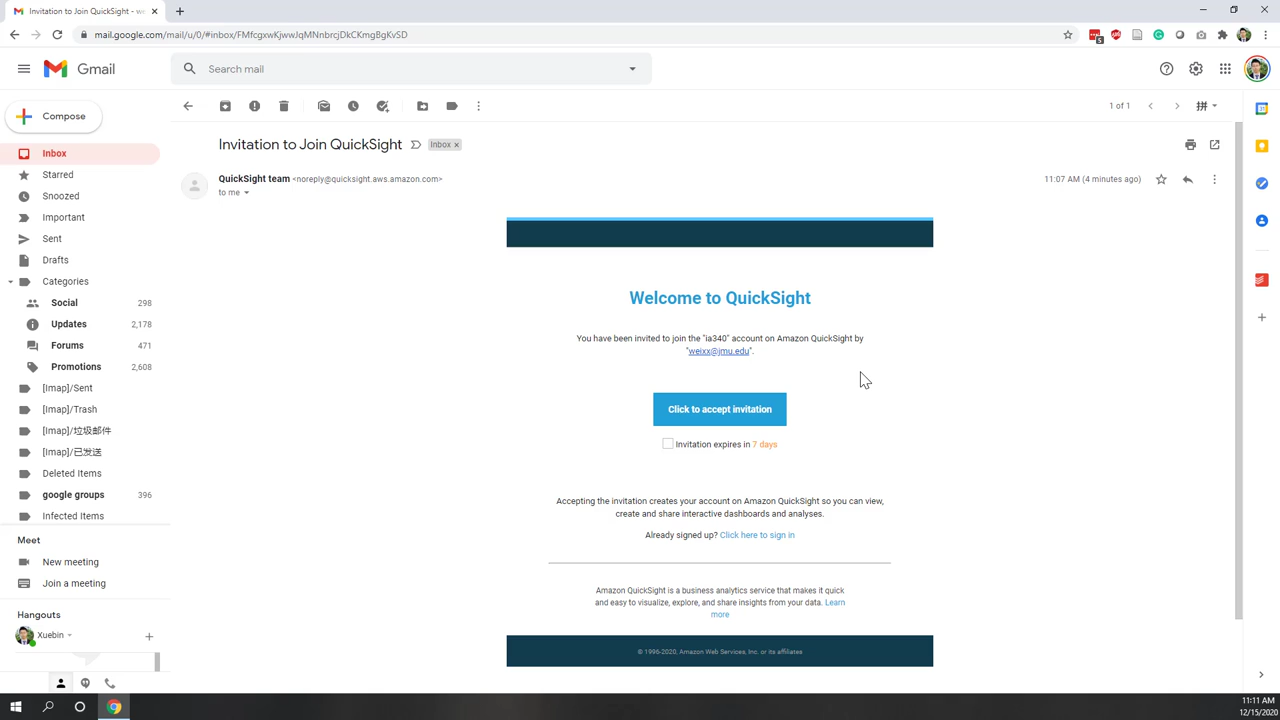 Invitation to Join QuickSight - we
mail.google.com/mail/u/0/#inbox/FMfcgxwKjwwJqMNnbrcjDkCKmgBgKvSD
5
Gmail
Search mail
Compose
1 of 1
Inbox
Starred
Snoozed
Important
Sent
Drafts
Categories
Social 298
Updates 2,178
Forums 471
Promotions 2,608
[Imap]/Sent
[Imap]/Trash
[Imap]/垃圾邮件
[Imap]/已发送
Deleted Items
google groups 396
Infected Items
Meet
New meeting
Join a meeting
Hangouts
Xuebin
Invitation to Join QuickSight Inbox x
QuickSight team <noreply@quicksight.aws.amazon.com> 11:07 AM (4 minutes ago)
to me
Welcome to QuickSight
You have been invited to join the "ia340" account on Amazon QuickSight by
"weixx@jmu.edu".
Click to accept invitation
Invitation expires in 7 days
Accepting the invitation creates your account on Amazon QuickSight so you can view,
create and share interactive dashboards and analyses.
Already signed up? Click here to sign in
Amazon QuickSight is a business analytics service that makes it quick
and easy to visualize, explore, and share insights from your data. Learn
more
© 1996-2020, Amazon Web Services, Inc. or its affiliates
31
11:11 AM
12/15/2020